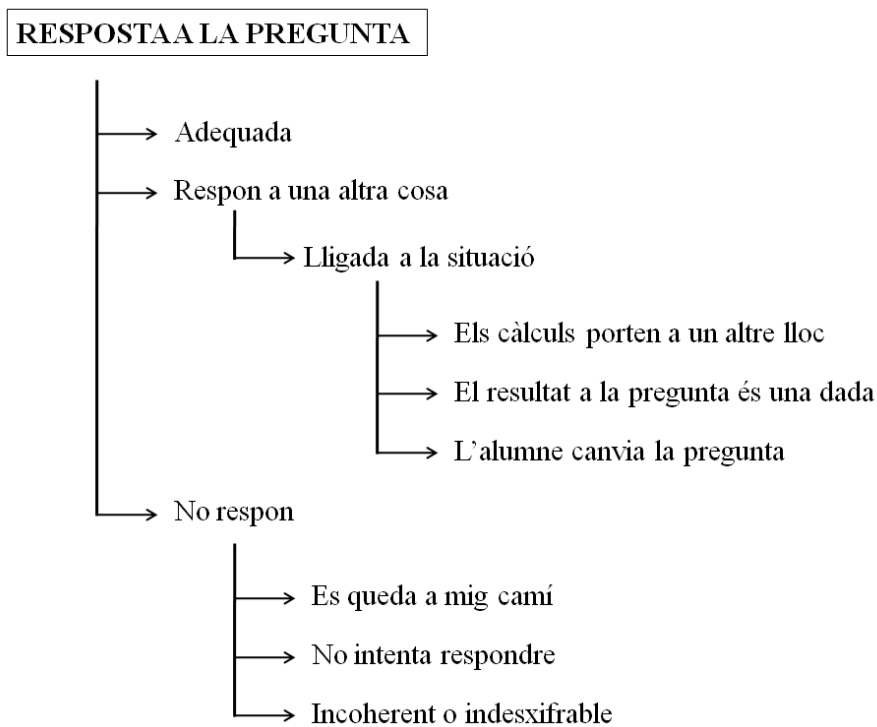 RESPOSTA A LA PREGUNTA
Adequada
Respon a una altra cosa
Lligada a la situació
Els càlculs porten a un altre lloc
El resultat a la pregunta és una dada
L'alumne canvia la pregunta
No respon
Es queda a mig camí
No intenta respondre
Incoherent o indesxifrable